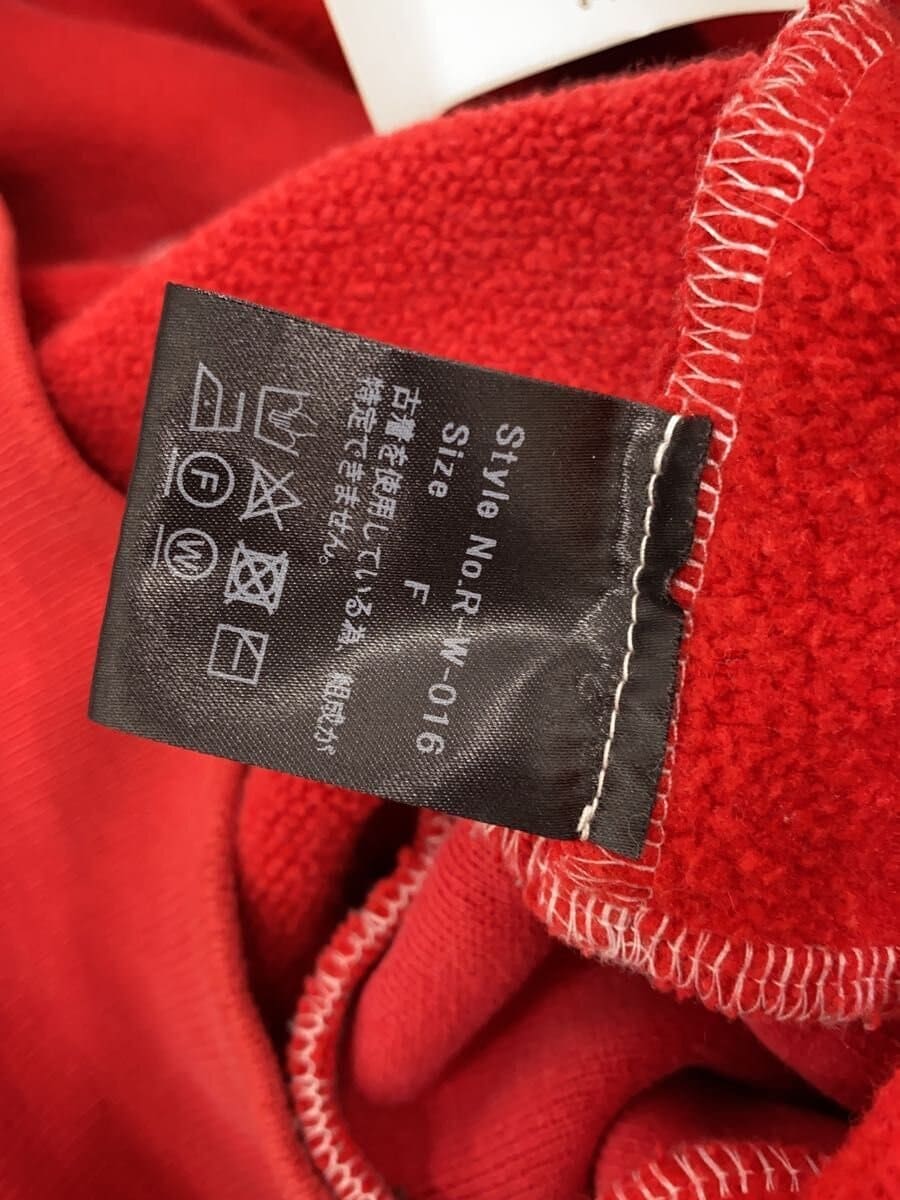 Style No.R-W-016
Size F
古着を使用している為、組成が
特定できません。
F
W